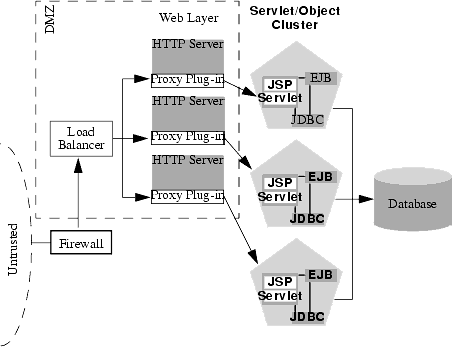 DMZ
Web Layer
Servlet/Object
Cluster
HTTP Server
Proxy Plug-in
HTTP Server
Proxy Plug-in
HTTP Server
Proxy Plug-in
Load
Balancer
Firewall
Untrusted
JSP
Servlet
EJB
JDBC
JSP
Servlet
EJB
JDBC
JSP
Servlet
EJB
JDBC
Database